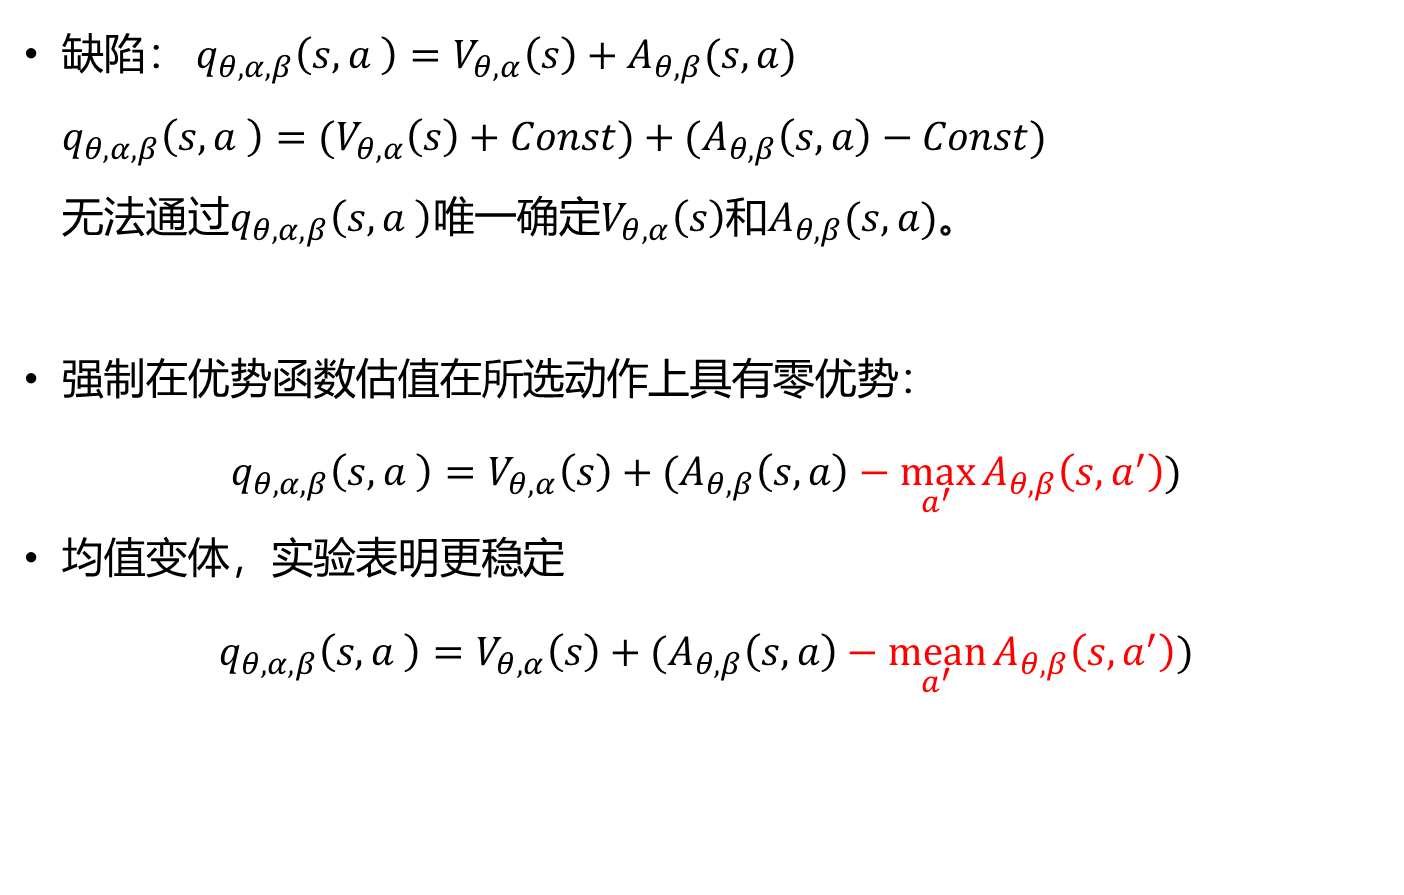 • 缺陷： q_{θ,α,β}(s, a ) = V_{θ,α}(s) + A_{θ,β}(s, a)
q_{θ,α,β}(s, a ) = (V_{θ,α}(s) + Const) + (A_{θ,β}(s, a) − Const)
无法通过q_{θ,α,β}(s, a )唯一确定V_{θ,α}(s)和A_{θ,β}(s, a)。
• 强制在优势函数估值在所选动作上具有零优势：
q_{θ,α,β}(s, a ) = V_{θ,α}(s) + (A_{θ,β}(s, a) − max_{a′} A_{θ,β}(s, a′))
• 均值变体，实验表明更稳定
q_{θ,α,β}(s, a ) = V_{θ,α}(s) + (A_{θ,β}(s, a) − mean_{a′} A_{θ,β}(s, a′))